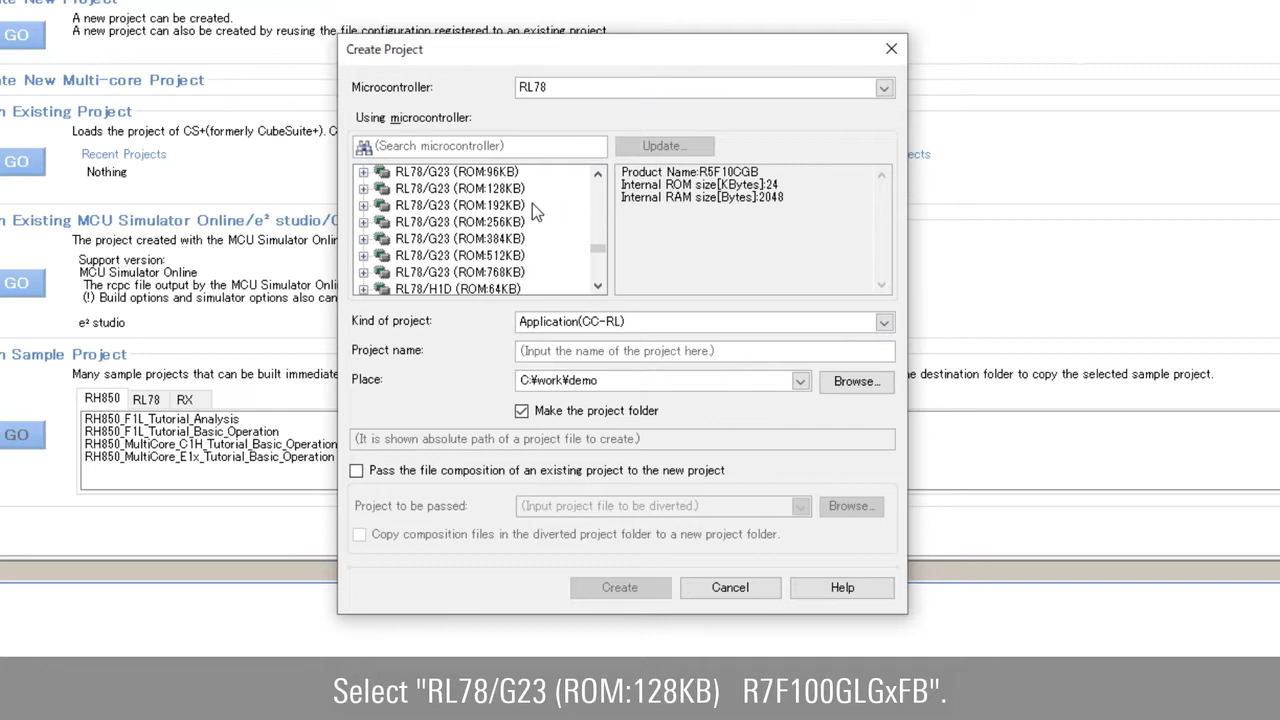 A new project can be created.
GO
A new project can also be created by reusing the file configuration registered to an existing project.
Create Project
ate New Multi-core Project
Microcontroller:
RL78
n Existing Project
Using microcontroller:
Loads the project of CS+(formerly CubeSuite+). C
(Search microcontroller)
Update...
GO
Recent Projects
ects
Nothing
RL78/G23 (ROM:96KB)
RL78/G23 (ROM:128KB)
RL78/G23 (ROM:192KB)
RL78/G23 (ROM:256KB)
RL78/G23 (ROM:384KB)
RL78/G23 (ROM:512KB)
RL78/G23 (ROM:768KB)
RL78/H1D (ROM:64KB)
Product Name:R5F10CGB
Internal ROM size[KBytes]:24
Internal RAM size[Bytes]:2048
n Existing MCU Simulator Online/e² studio/C
The project created with the MCU Simulator Onlin
Support version:
MCU Simulator Online
GO
The rcpc file output by the MCU Simulator Onlin
(!) Build options and simulator options also can
e² studio
Kind of project:
Application(CC-RL)
Project name:
(Input the name of the project here.)
n Sample Project
Many sample projects that can be built immediate
e destination folder to copy the selected sample project.
Place:
C:¥work¥demo
Browse...
RH850
RL78
RX
Make the project folder
RH850_F1L_Tutorial_Analysis
RH850_F1L_Tutorial_Basic_Operation
RH850_MultiCore_C1H_Tutorial_Basic_Operation
RH850_MultiCore_E1x_Tutorial_Basic_Operation
GO
(It is shown absolute path of a project file to create.)
Pass the file composition of an existing project to the new project
Project to be passed:
(Input project file to be diverted.)
Browse...
Copy composition files in the diverted project folder to a new project folder.
Create
Cancel
Help
Select "RL78/G23 (ROM:128KB) R7F100GLGxFB".